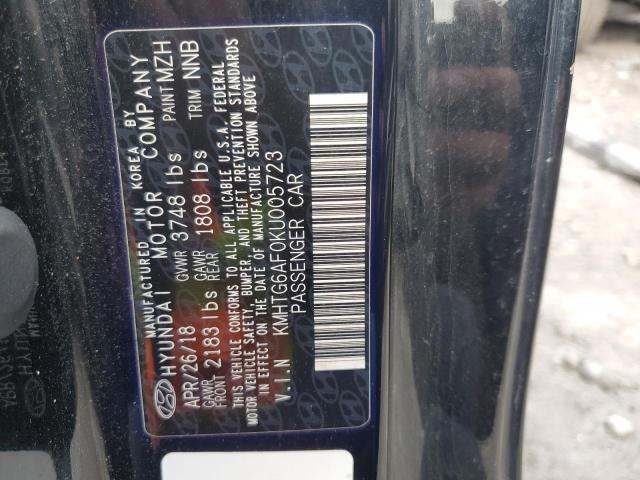 MANUFACTURED IN KOREA BY
HYUNDAI MOTOR COMPANY
APR/26/18 GVWR 3748 lbs PAINT MZH
GAWR FRONT 2183 lbs GAWR REAR 1808 lbs TRIM NNB
THIS VEHICLE CONFORMS TO ALL APPLICABLE U.S.A. FEDERAL
MOTOR VEHICLE SAFETY, BUMPER, AND THEFT PREVENTION STANDARDS
IN EFFECT ON THE DATE OF MANUFACTURE SHOWN ABOVE
V.I.N KMHTG6AF0KU005723
PASSENGER CAR